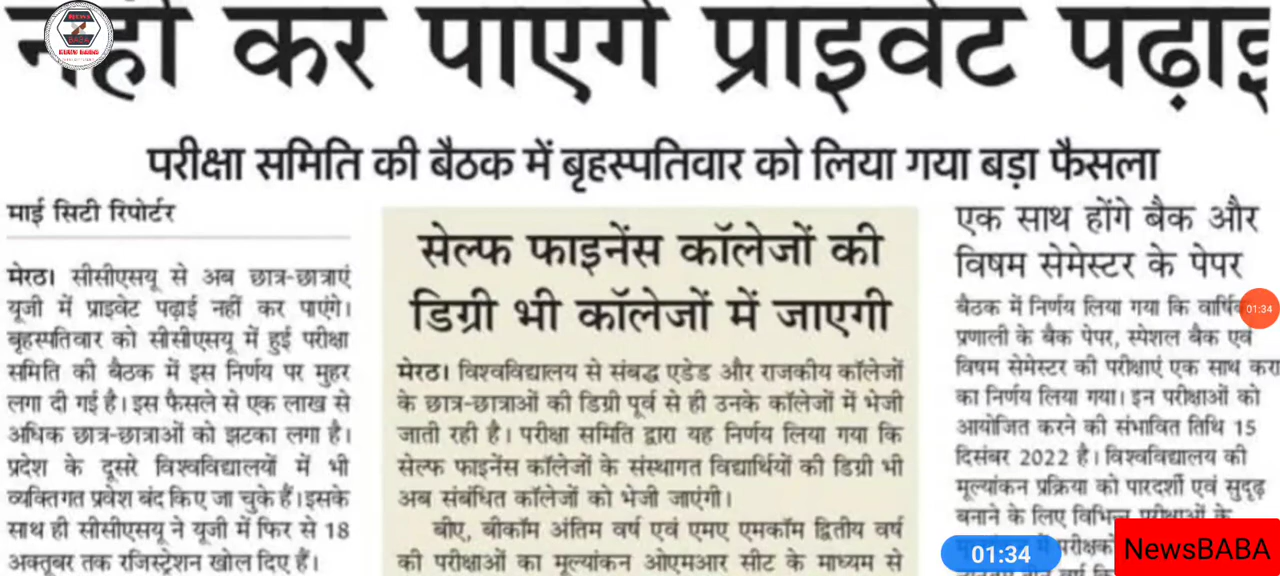 नहीं कर पाएंगे प्राइवेट पढ़ाई
परीक्षा समिति की बैठक में बृहस्पतिवार को लिया गया बड़ा फैसला
माई सिटी रिपोर्टर
मेरठ। सीसीएसयू से अब छात्र-छात्राएं
यूजी में प्राइवेट पढ़ाई नहीं कर पाएंगे।
बृहस्पतिवार को सीसीएसयू में हुई परीक्षा
समिति की बैठक में इस निर्णय पर मुहर
लगा दी गई है। इस फैसले से एक लाख से
अधिक छात्र-छात्राओं को झटका लगा है।
प्रदेश के दूसरे विश्वविद्यालयों में भी
व्यक्तिगत प्रवेश बंद किए जा चुके हैं।इसके
साथ ही सीसीएसयू ने यूजी में फिर से 18
अक्तूबर तक रजिस्ट्रेशन खोल दिए हैं।
सेल्फ फाइनेंस कॉलेजों की
डिग्री भी कॉलेजों में जाएगी
मेरठ। विश्वविद्यालय से संबद्ध एडेड और राजकीय कॉलेजों
के छात्र-छात्राओं की डिग्री पूर्व से ही उनके कॉलेजों में भेजी
जाती रही है। परीक्षा समिति द्वारा यह निर्णय लिया गया कि
सेल्फ फाइनेंस कॉलेजों के संस्थागत विद्यार्थियों की डिग्री भी
अब संबंधित कॉलेजों को भेजी जाएंगी।
बीए, बीकॉम अंतिम वर्ष एवं एमए एमकॉम द्वितीय वर्ष
की परीक्षाओं का मूल्यांकन ओएमआर सीट के माध्यम से
एक साथ होंगे बैक और
विषम सेमेस्टर के पेपर
बैठक में निर्णय लिया गया कि
प्रणाली के बैक पेपर, स्पेशल बैक एवं
विषम सेमेस्टर की परीक्षाएं एक साथ करा
का निर्णय लिया गया। इन परीक्षाओं को
आयोजित करने की संभावित तिथि 15
दिसंबर 2022 है। विश्वविद्यालय की
मूल्यांकन प्रक्रिया को पारदर्शी एवं सुदृढ़
बनाने के लिए विभिन्न परीक्षाओं के
01:34
01:34
NewsBABA